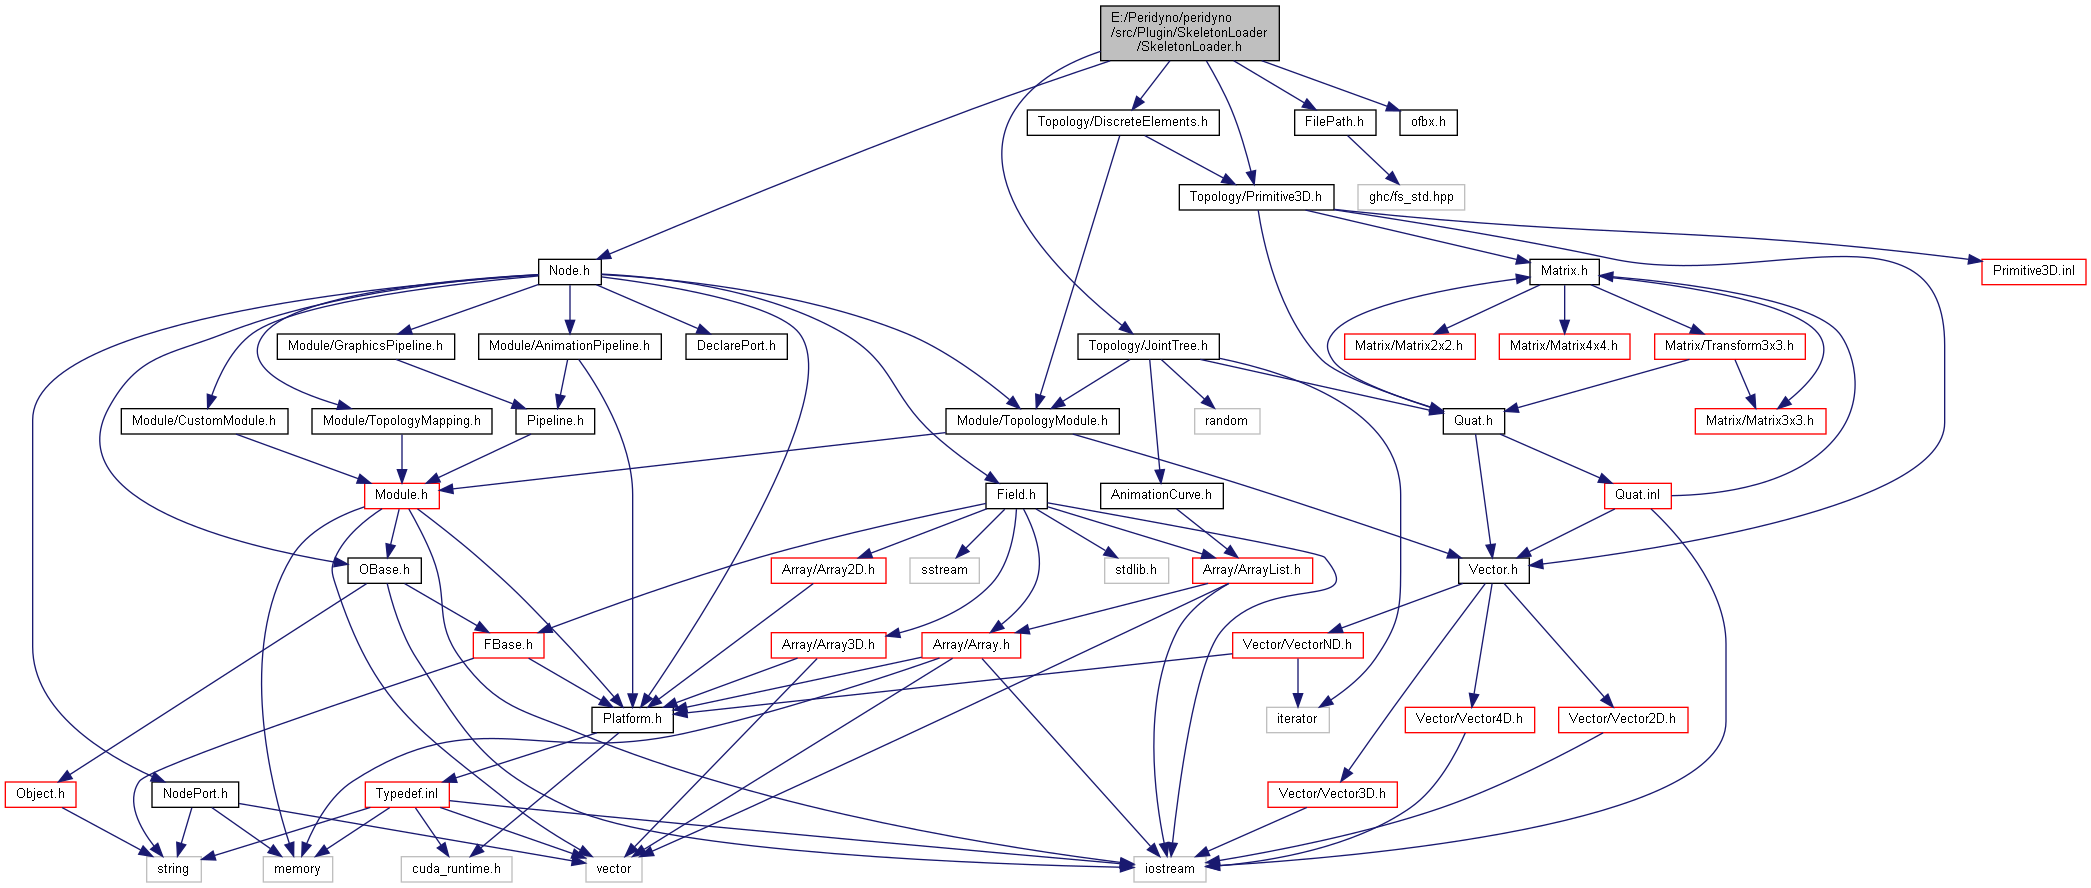 E:/Peridyno/peridyno
/src/Plugin/SkeletonLoader
/SkeletonLoader.h
Topology/DiscreteElements.h
FilePath.h
ofbx.h
Topology/Primitive3D.h
ghc/fs_std.hpp
Node.h
Matrix.h
Primitive3D.inl
Module/GraphicsPipeline.h
Module/AnimationPipeline.h
DeclarePort.h
Topology/JointTree.h
Matrix/Matrix2x2.h
Matrix/Matrix4x4.h
Matrix/Transform3x3.h
Module/CustomModule.h
Module/TopologyMapping.h
Pipeline.h
Module/TopologyModule.h
random
Quat.h
Matrix/Matrix3x3.h
Module.h
Field.h
AnimationCurve.h
Quat.inl
OBase.h
Array/Array2D.h
sstream
stdlib.h
Array/ArrayList.h
Vector.h
FBase.h
Array/Array3D.h
Array/Array.h
Vector/VectorND.h
Platform.h
iterator
Vector/Vector4D.h
Vector/Vector2D.h
Object.h
NodePort.h
Typedef.inl
Vector/Vector3D.h
string
memory
cuda_runtime.h
vector
iostream